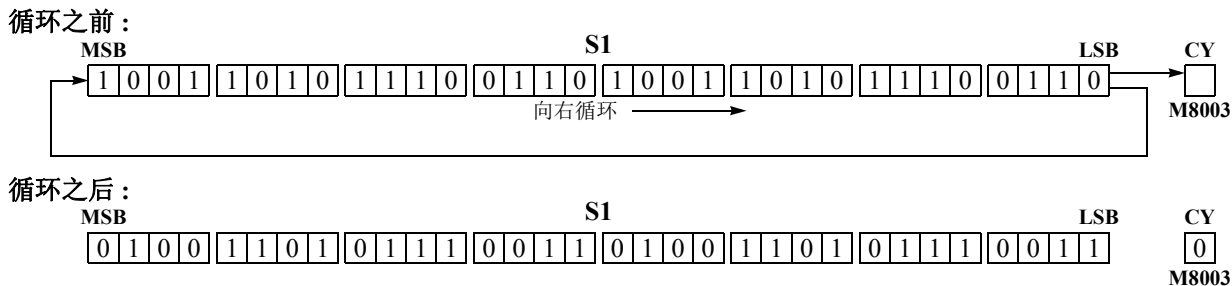 循环之前：
MSB S1 LSB CY
1 0 0 1 1 0 1 0 1 1 1 0 0 1 1 0 1 0 0 1 1 0 1 0 1 1 1 0 0 1 1 0
向右循环 M8003
循环之后：
MSB S1 LSB CY
0 1 0 0 1 1 0 1 0 1 1 1 0 0 1 1 0 1 0 0 1 1 0 1 0 1 1 1 0 0 1 1 0
M8003